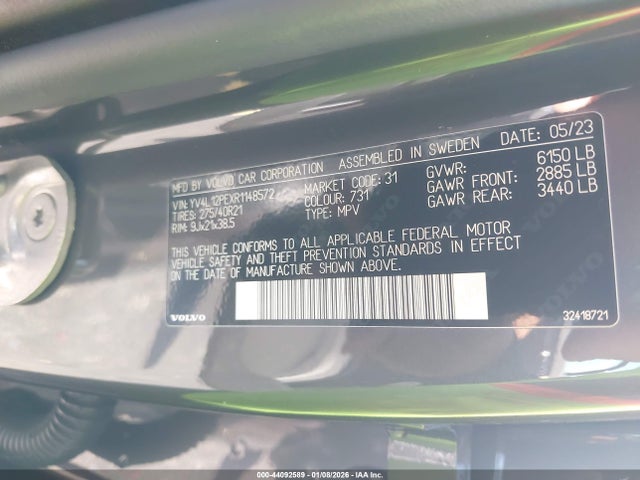 MFD BY VOLVO CAR CORPORATION ASSEMBLED IN SWEDEN DATE: 05/23
VIN: YV4L12PEXR1148572 MARKET CODE: 31 GVWR: 6150 LB
TIRES: 275/40R21 COLOUR: 731 GAWR FRONT: 2885 LB
RIM: 9Jx21x38.5 TYPE: MPV GAWR REAR: 3440 LB
THIS VEHICLE CONFORMS TO ALL APPLICABLE FEDERAL MOTOR
VEHICLE SAFETY AND THEFT PREVENTION STANDARDS IN EFFECT
ON THE DATE OF MANUFACTURE SHOWN ABOVE.
VOLVO 32418721
000-44092589 - 01/08/2026 - IAA Inc.